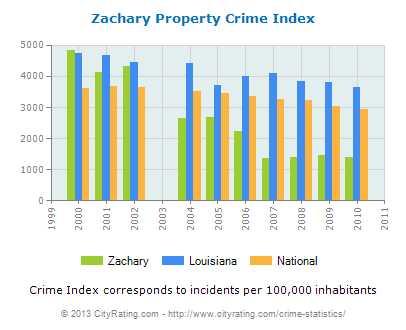 Zachary Property Crime Index
5000
4000
3000
2000
1000
0
1999 2000 2001 2002 2003 2004 2005 2006 2007 2008 2009 2010 2011
Zachary Louisiana National
Crime Index corresponds to incidents per 100,000 inhabitants
© 2013 CityRating.com - http://www.cityrating.com/crime-statistics/